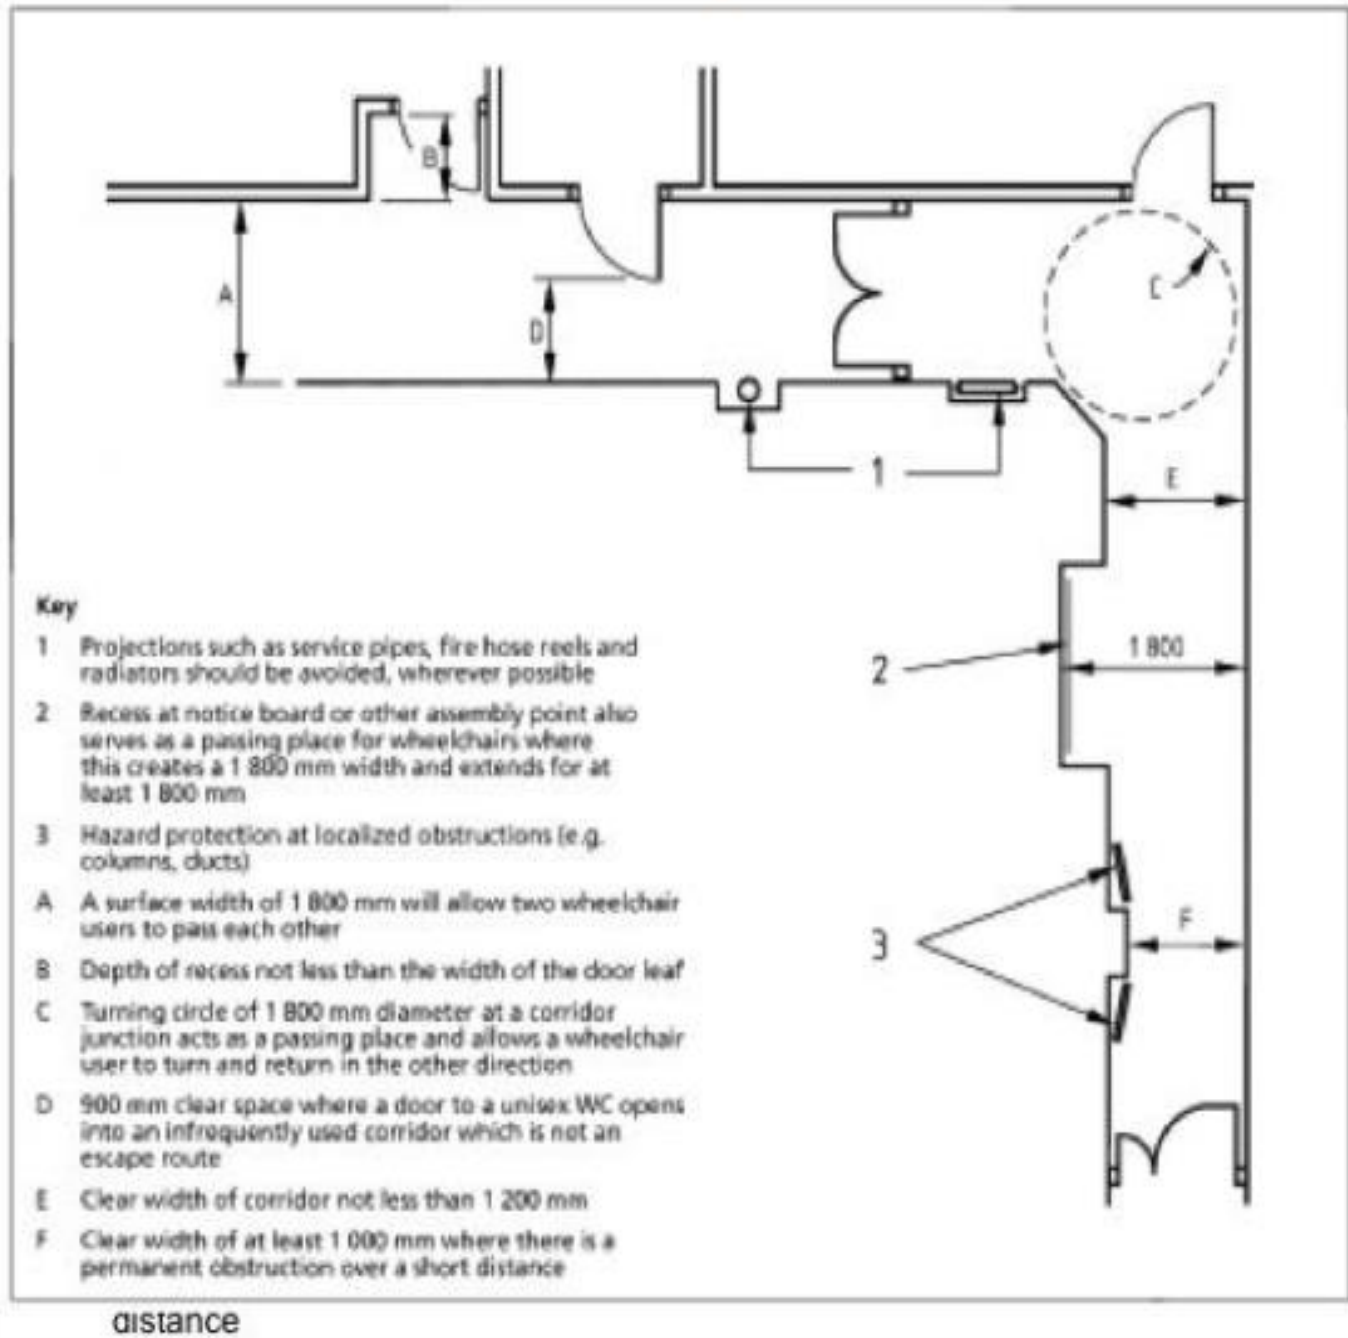 B
A
D
C
1
E
Key
1 Projections such as service pipes, fire hose reels and
radiators should be avoided, wherever possible
2 Recess at notice board or other assembly point also
serves as a passing place for wheelchairs where
this creates a 1 800 mm width and extends for at
least 1 800 mm
3 Hazard protection at localized obstructions (e.g.
columns, ducts)
A A surface width of 1 800 mm will allow two wheelchair
users to pass each other
B Depth of recess not less than the width of the door leaf
C Turning circle of 1 800 mm diameter at a corridor
junction acts as a passing place and allows a wheelchair
user to turn and return in the other direction
D 900 mm clear space where a door to a unisex WC opens
into an infrequently used corridor which is not an
escape route
E Clear width of corridor not less than 1 200 mm
F Clear width of at least 1 000 mm where there is a
permanent obstruction over a short distance
1 800
2
F
3
distance